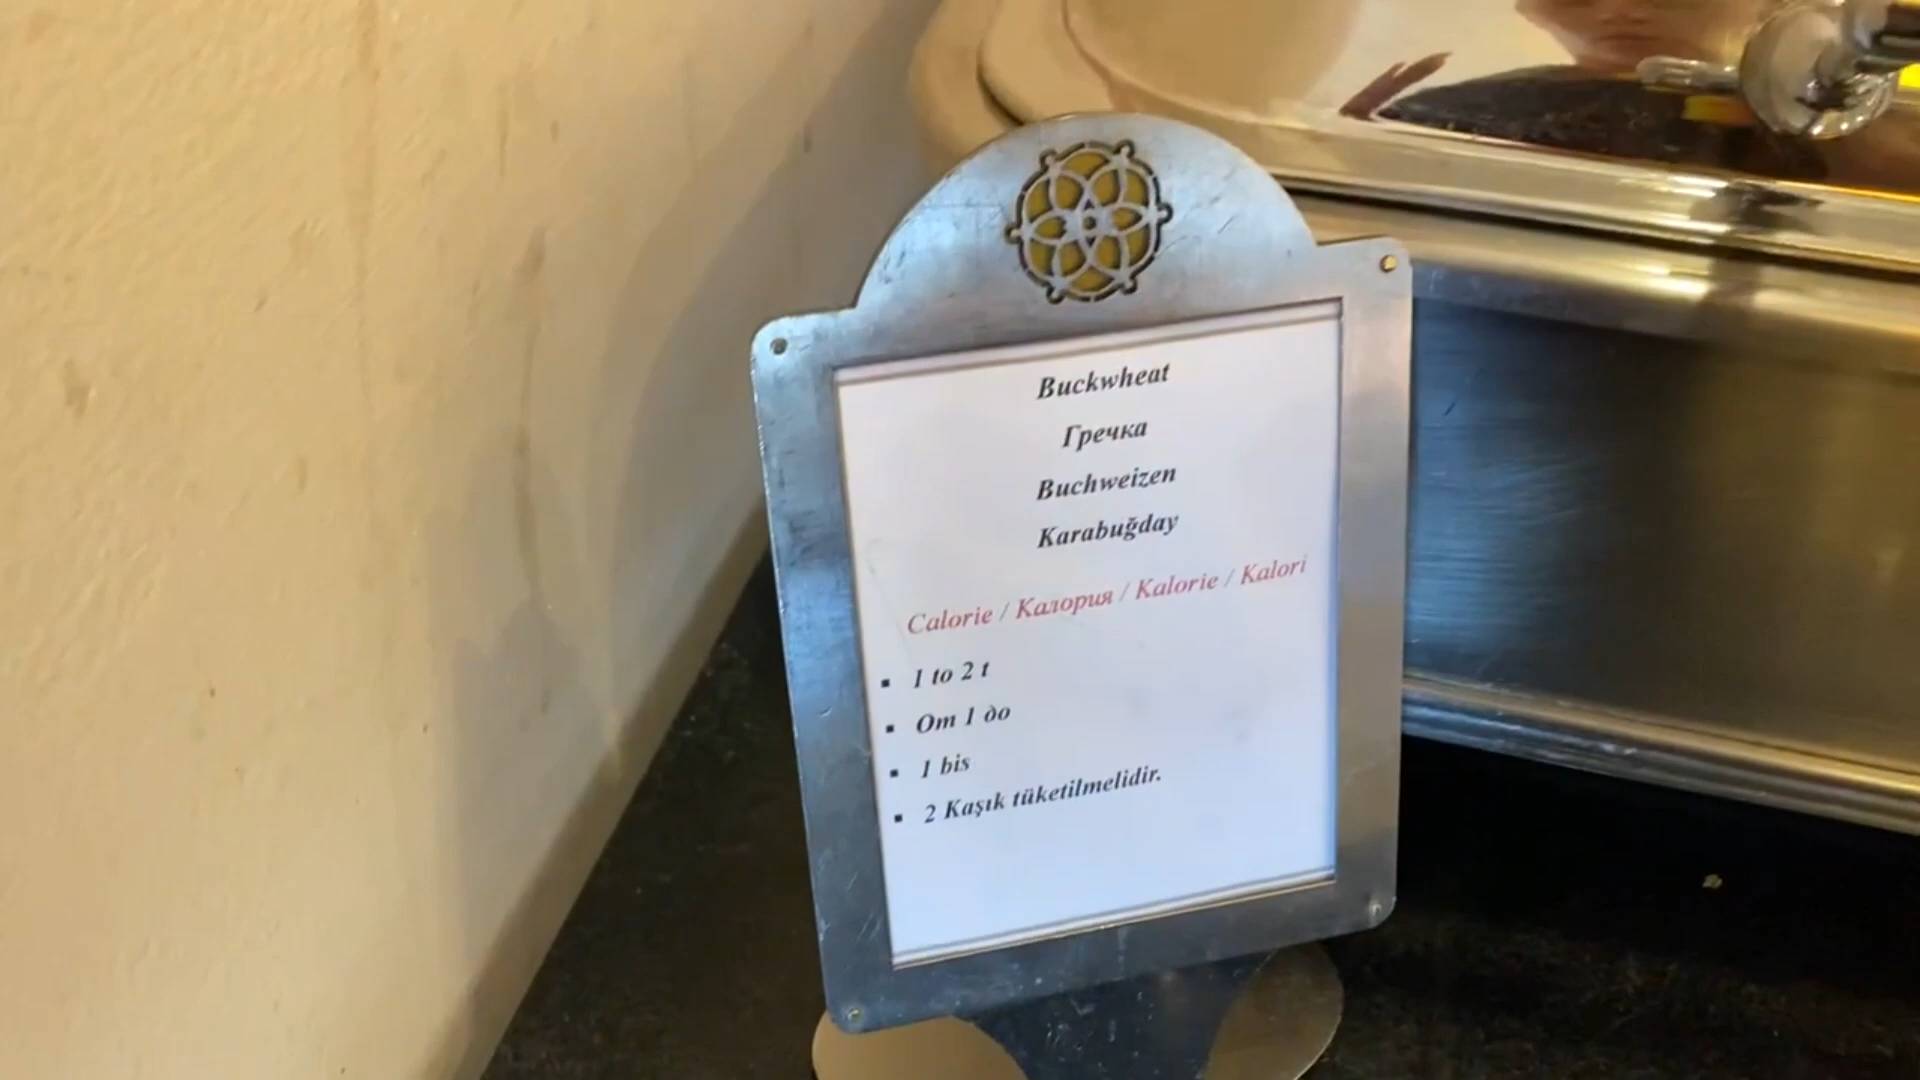 Buckwheat
Гречка
Buchweizen
Karabuğday
Calorie / Калория / Kalorie / Kalori
▪ 1 to 2 t
▪ От 1 до
▪ 1 bis
▪ 2 Kaşık tüketilmelidir.